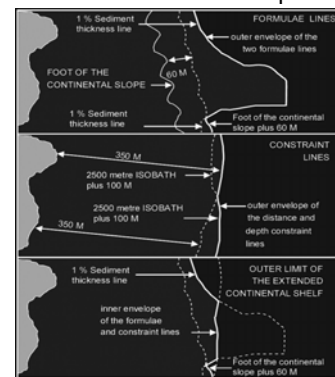 1 % Sediment
thickness line
FORMULAE LINES
outer envelope of
the two formulae lines
FOOT OF THE
CONTINENTAL SLOPE
60 M
1 % Sediment
thickness line
Foot of the continental
slope plus 60 M
CONSTRAINT
LINES
350 M
2500 metre ISOBATH
plus 100 M
2500 metre ISOBATH
plus 100 M
350 M
outer envelope of
the distance and
depth constraint
lines
1 % Sediment
thickness line
OUTER LIMIT OF
THE EXTENDED
CONTINENTAL SHELF
inner envelope
of the formulae
and constraint lines
Foot of the continental
slope plus 60 M